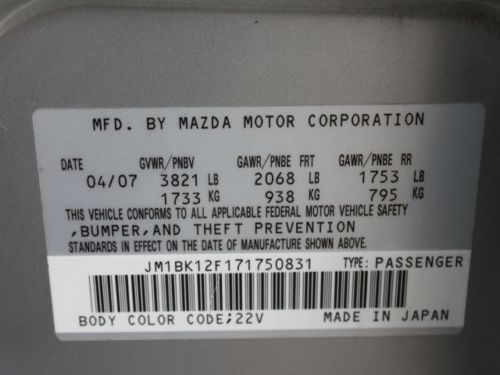 MFD. BY MAZDA MOTOR CORPORATION
DATE GVWR/PNBV GAWR/PNBE FRT GAWR/PNBE RR
04/07 3821 LB 2068 LB 1753 LB
1733 KG 938 KG 795 KG
THIS VEHICLE CONFORMS TO ALL APPLICABLE FEDERAL MOTOR VEHICLE SAFETY
,BUMPER,AND THEFT PREVENTION
STANDARDS IN EFFECT ON THE DATE OF MANUFACTURE SHOWN ABOVE.
JM1BK12F171750831 TYPE: PASSENGER
BODY COLOR CODE;22V MADE IN JAPAN